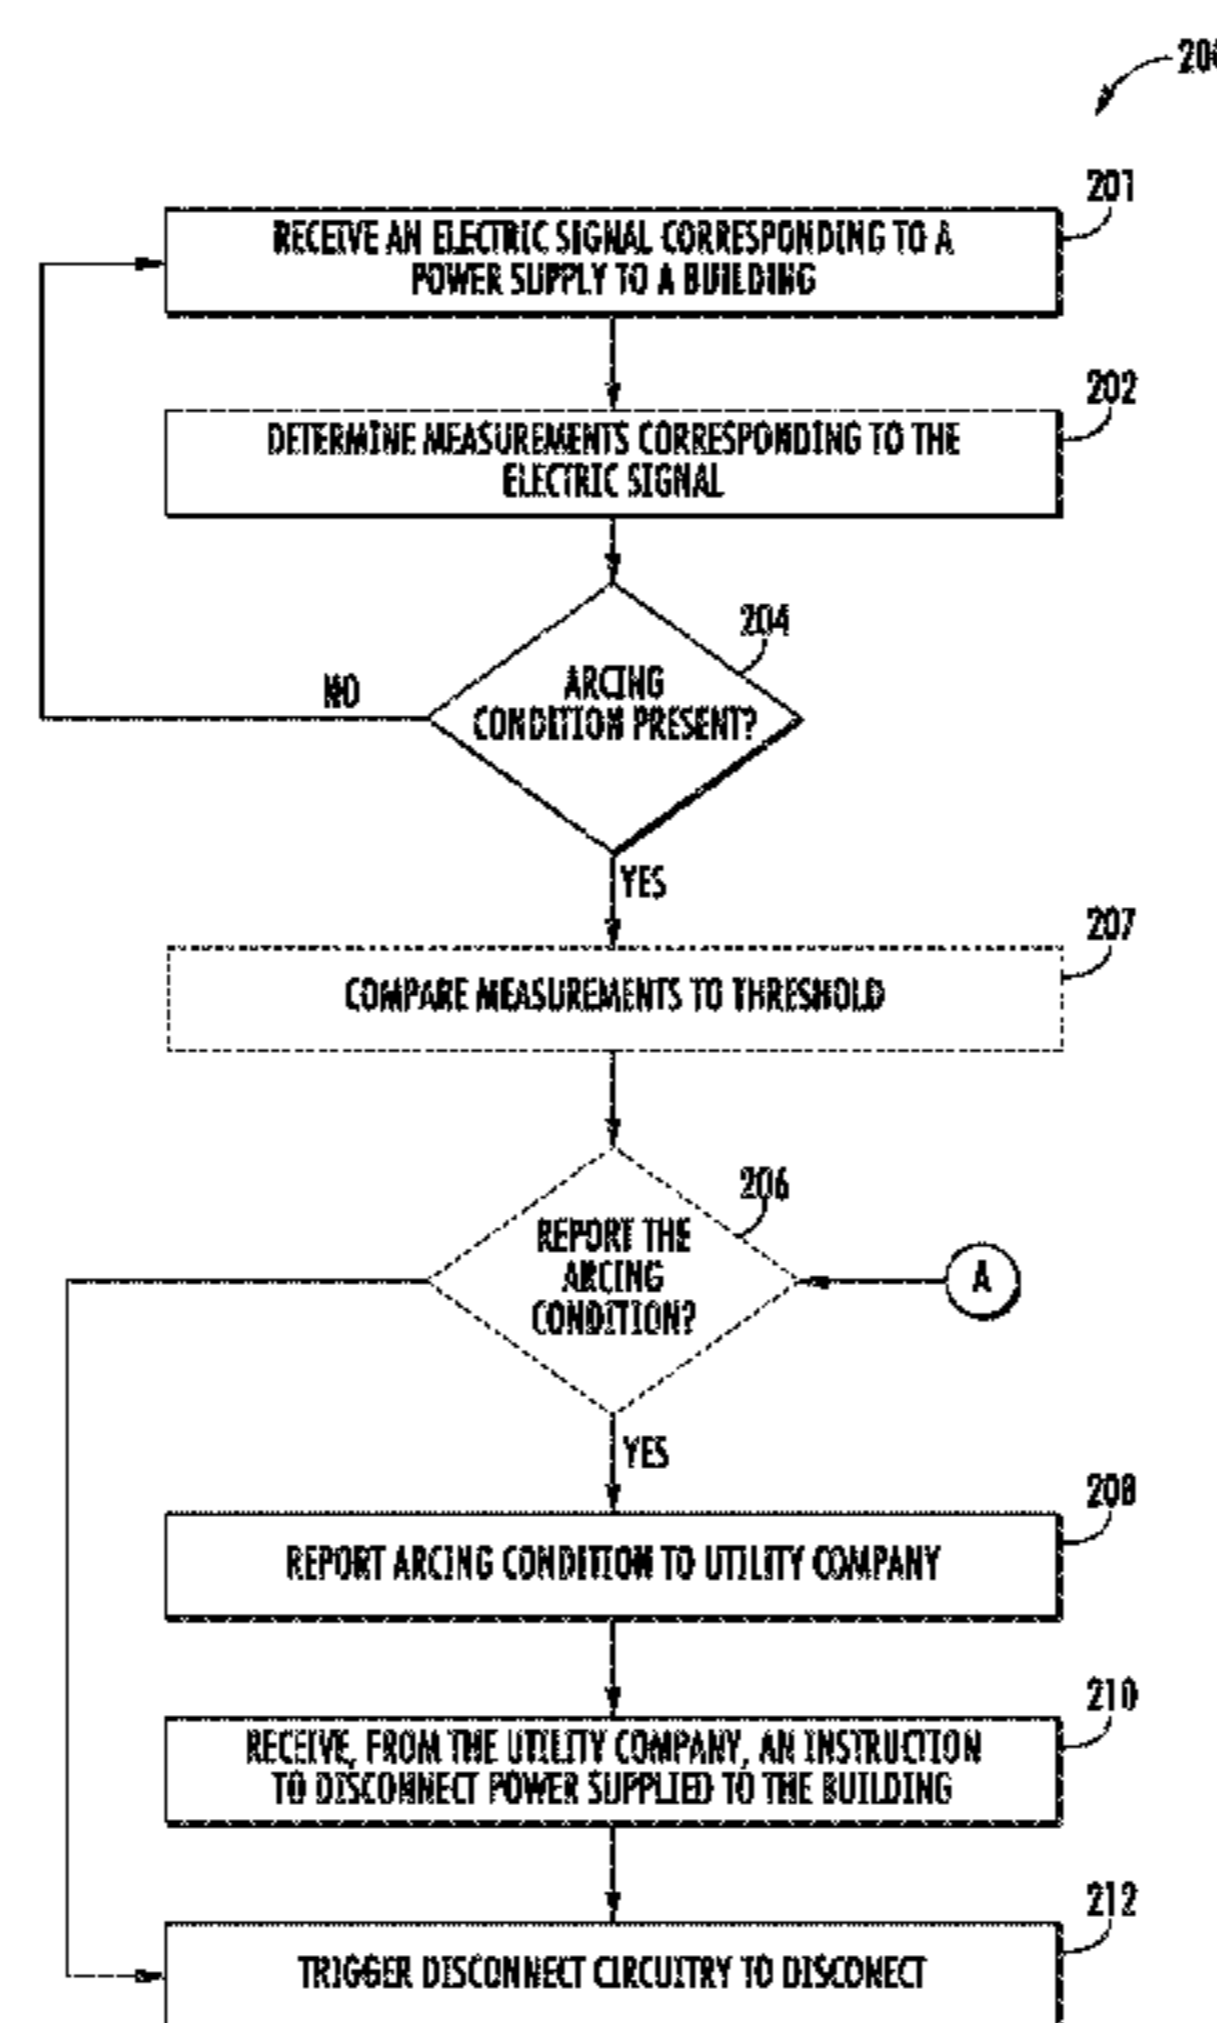 201
RECEIVE AN ELECTRIC SIGNAL CORRESPONDING TO A
POWER SUPPLY TO A BUILDING
202
DETERMINE MEASUREMENTS CORRESPONDING TO THE
ELECTRIC SIGNAL
204
ARCING
CONDITION PRESENT?
NO
YES
207
COMPARE MEASUREMENTS TO THRESHOLD
206
REPORT THE
ARCING
CONDITION?
A
YES
208
REPORT ARCING CONDITION TO UTILITY COMPANY
210
RECEIVE, FROM THE UTILITY COMPANY, AN INSTRUCTION
TO DISCONNECT POWER SUPPLIED TO THE BUILDING
212
TRIGGER DISCONNECT CIRCUITRY TO DISCONECT